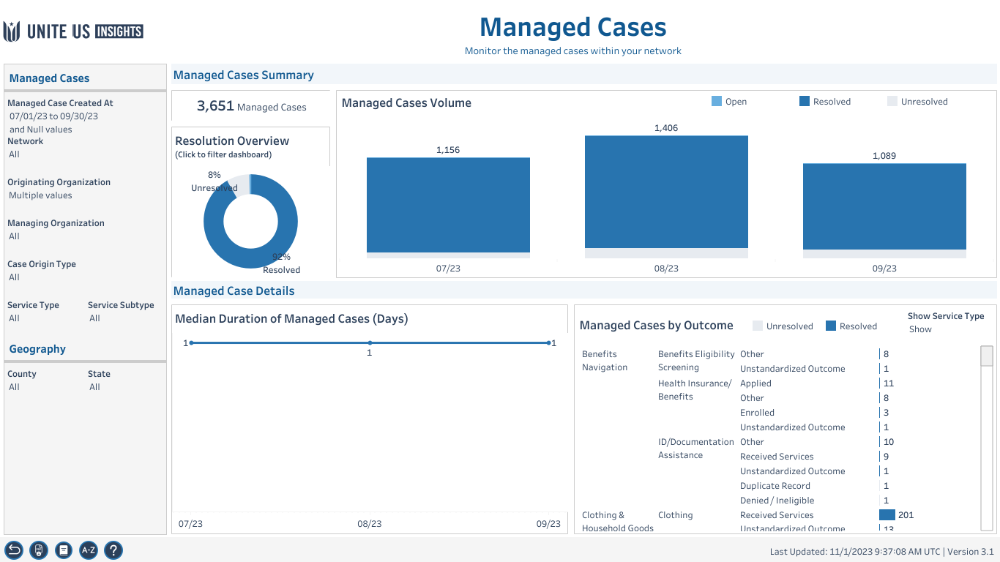 UNITE US INSIGHTS
Managed Cases
Monitor the managed cases within your network
Managed Cases
Managed Case Created At
07/01/23 to 09/30/23
and Null values
Network
All
Originating Organization
Multiple values
Managing Organization
All
Case Origin Type
All
Service Type Service Subtype
All All
Geography
County State
All All
Managed Cases Summary
3,651 Managed Cases
Resolution Overview
(Click to filter dashboard)
8%
Unresolved
92%
Resolved
Managed Cases Volume
Open Resolved Unresolved
1,156 1,406 1,089
07/23 08/23 09/23
Managed Case Details
Median Duration of Managed Cases (Days)
1 1 1
07/23 08/23 09/23
Managed Cases by Outcome
Unresolved Resolved
Show Service Type
Show
Benefits Navigation Benefits Eligibility Screening Other 8
Unstandardized Outcome 1
Health Insurance/ Benefits Applied 11
Other 8
Enrolled 3
Unstandardized Outcome 1
ID/Documentation Assistance Other 10
Received Services 9
Unstandardized Outcome 1
Duplicate Record 1
Denied / Ineligible 1
Clothing & Household Goods Clothing Received Services 201
Unstandardized Outcome 13
A-Z ?
Last Updated: 11/1/2023 9:37:08 AM UTC | Version 3.1